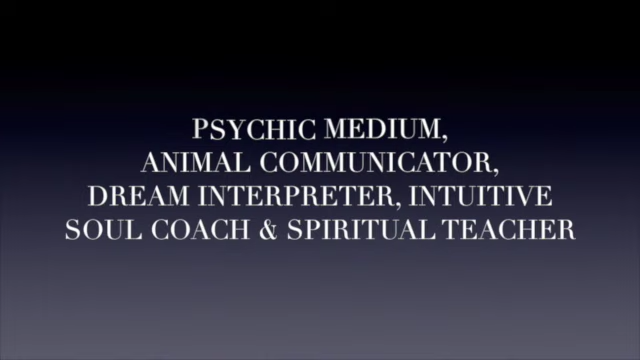 PSYCHIC MEDIUM,
ANIMAL COMMUNICATOR,
DREAM INTERPRETER, INTUITIVE
SOUL COACH & SPIRITUAL TEACHER